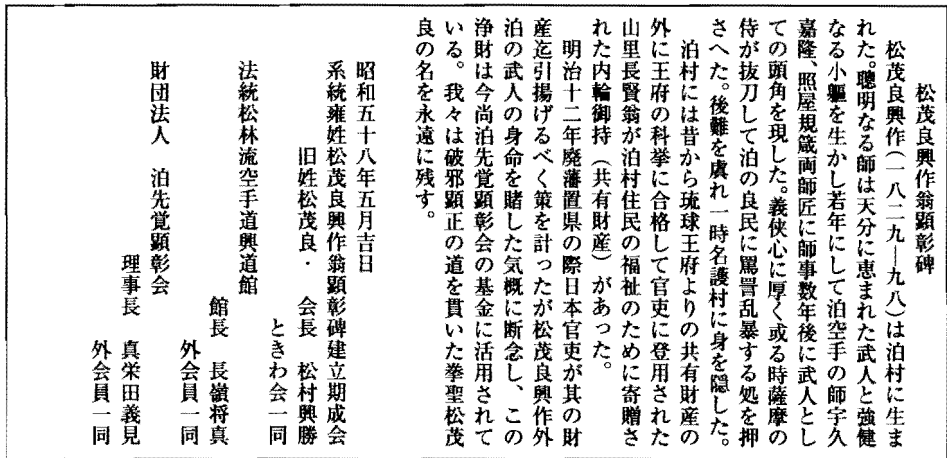 松茂良興作翁顕彰碑
松茂良興作(一八二九―九八)は泊村に生ま
れた。聰明なる師は天分に恵まれた武人と強健
なる小軀を生かし若年にして泊空手の師宇久
嘉隆、照屋規箴両師匠に師事数年後に武人とし
ての頭角を現した。義侠心に厚く或る時薩摩の
侍が抜刀して泊の良民に罵詈乱暴する処を押
さへた。後難を虞れ一時名護村に身を隠した。
泊村には昔から琉球王府よりの共有財産の
外に王府の科挙に合格して官吏に登用された
山里長賢翁が泊村住民の福祉のために寄贈さ
れた内輪御持(共有財産)があった。
明治十二年廃藩置県の際日本官吏が其の財
産迄引揚げるべく策を計ったが松茂良興作外
泊の武人の身命を賭した気概に断念し、この
浄財は今尚泊先覚顕彰会の基金に活用されて
いる。我々は破邪顕正の道を貫いた拳聖松茂
良の名を永遠に残す。
昭和五十八年五月吉日
系統雍姓松茂良興作翁顕彰碑建立期成会
旧姓松茂良・ 会長 松村興勝
ときわ会一同
法統松林流空手道興道館
館長 長嶺将真
外会員一同
財団法人 泊先覚顕彰会
理事長 真栄田義見
外会員一同